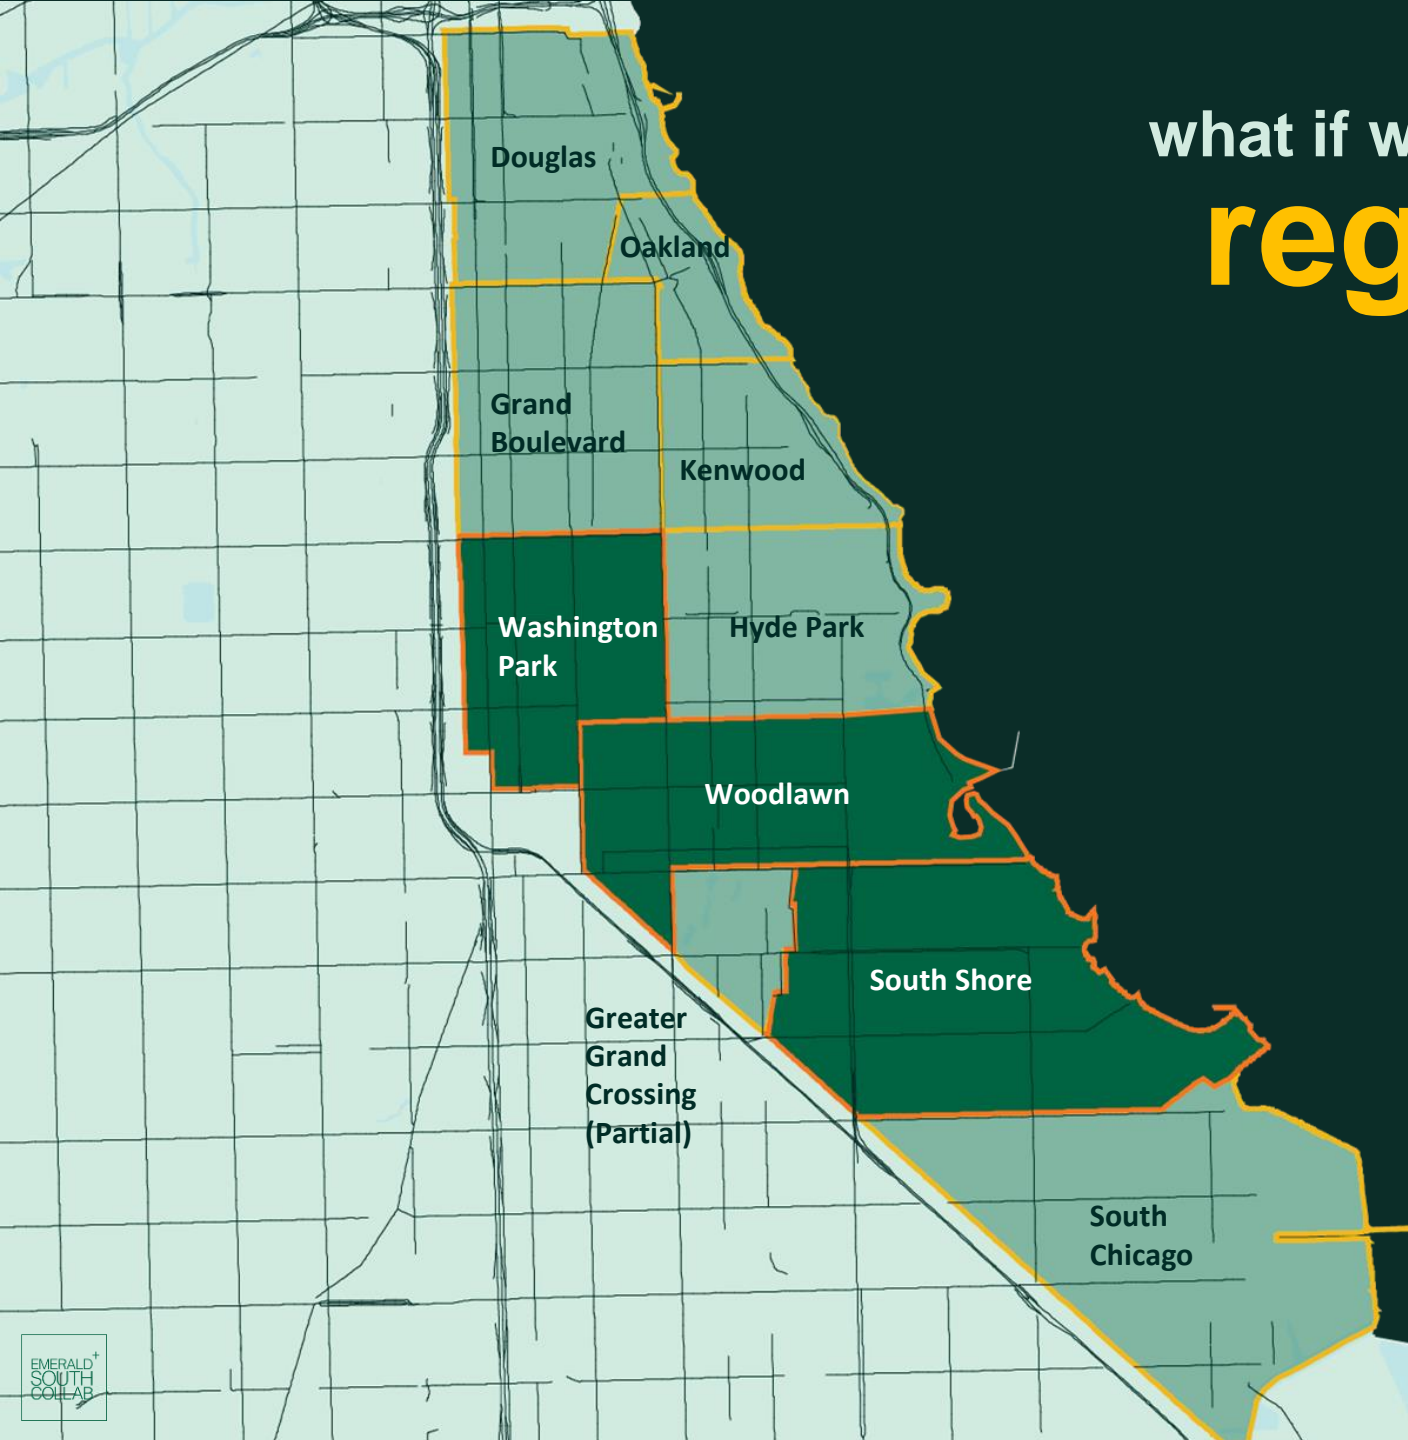 what if w
reg
Douglas
Oakland
Grand
Boulevard
Kenwood
Washington
Park
Hyde Park
Woodlawn
South Shore
Greater
Grand
Crossing
(Partial)
South
Chicago
EMERALD+
SOUTH
COLLAB